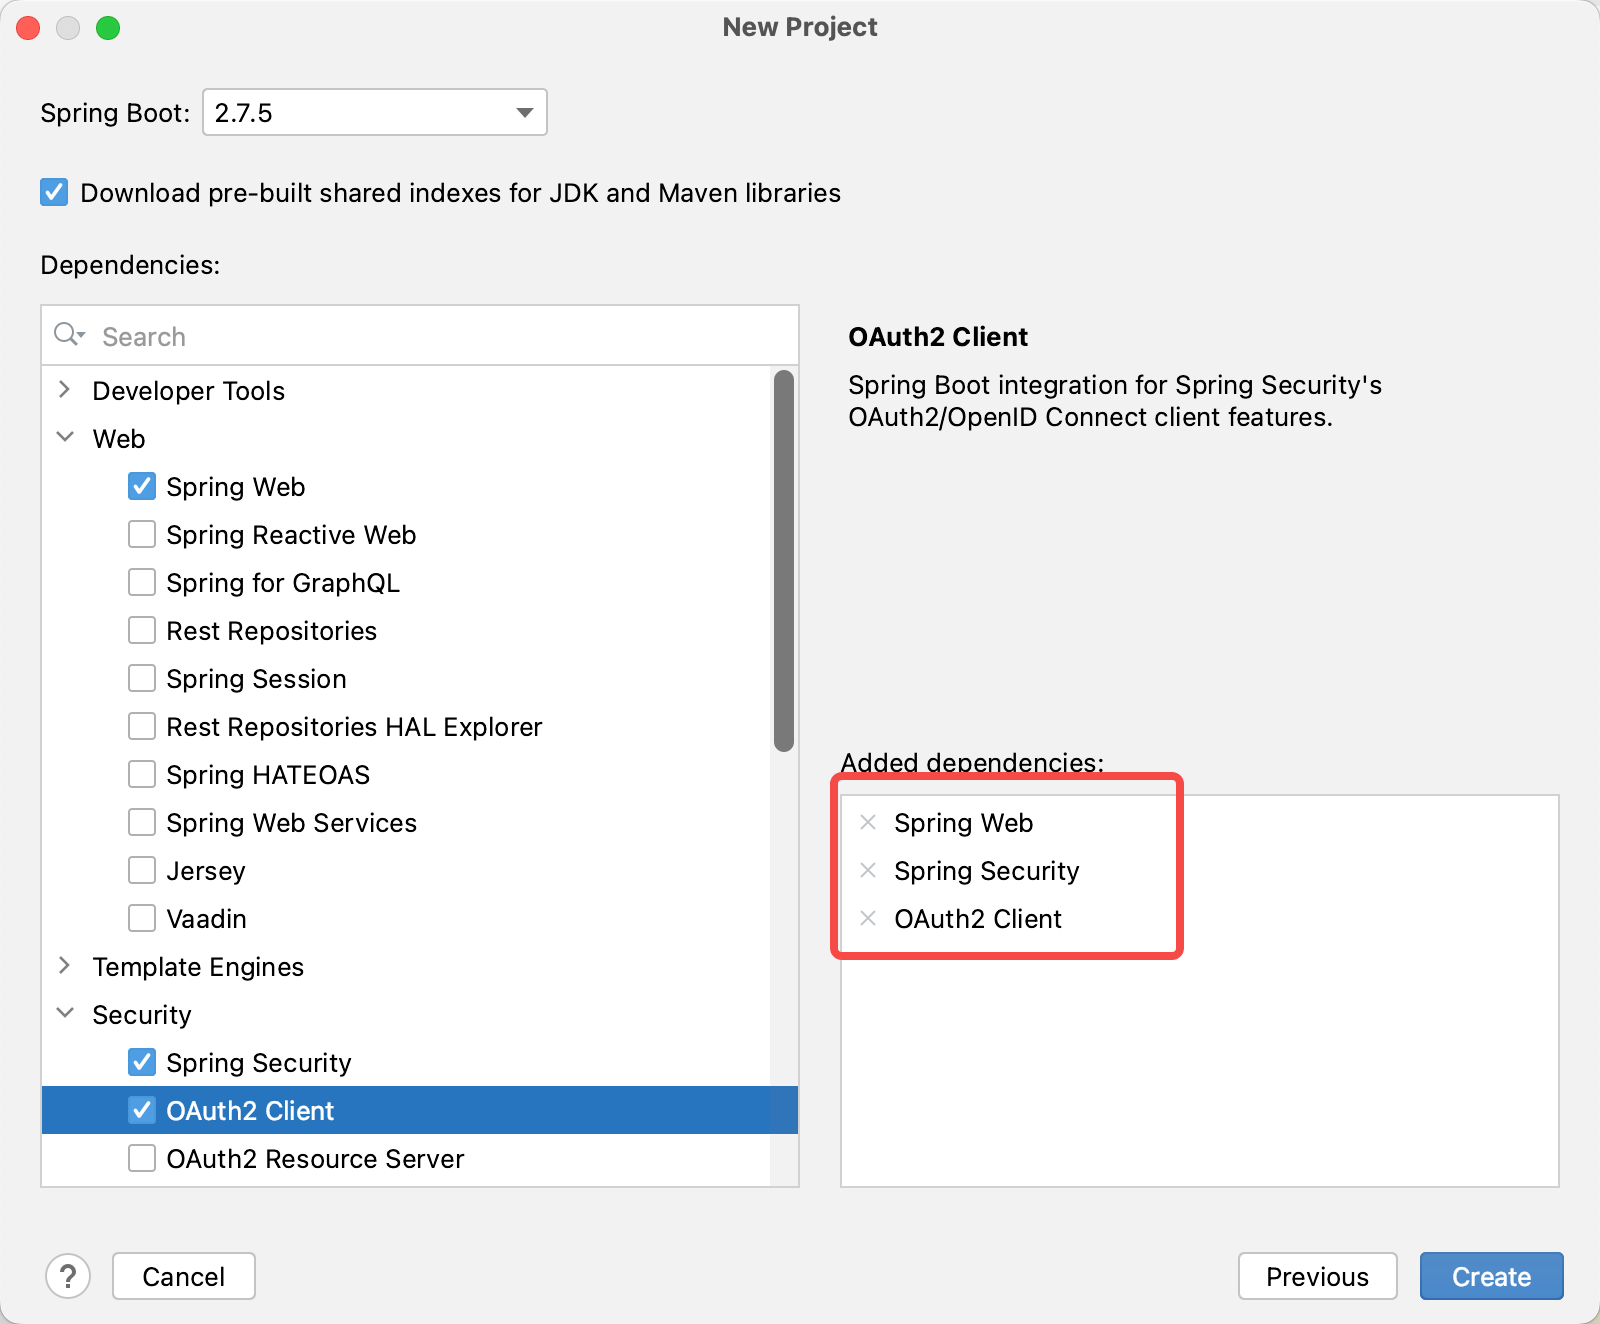 New Project
Spring Boot: 2.7.5
Download pre-built shared indexes for JDK and Maven libraries
Dependencies:
Search
Developer Tools
Web
Spring Web
Spring Reactive Web
Spring for GraphQL
Rest Repositories
Spring Session
Rest Repositories HAL Explorer
Spring HATEOAS
Spring Web Services
Jersey
Vaadin
Template Engines
Security
Spring Security
OAuth2 Client
OAuth2 Resource Server
OAuth2 Client
Spring Boot integration for Spring Security's
OAuth2/OpenID Connect client features.
Added dependencies:
Spring Web
Spring Security
OAuth2 Client
? Cancel Previous Create